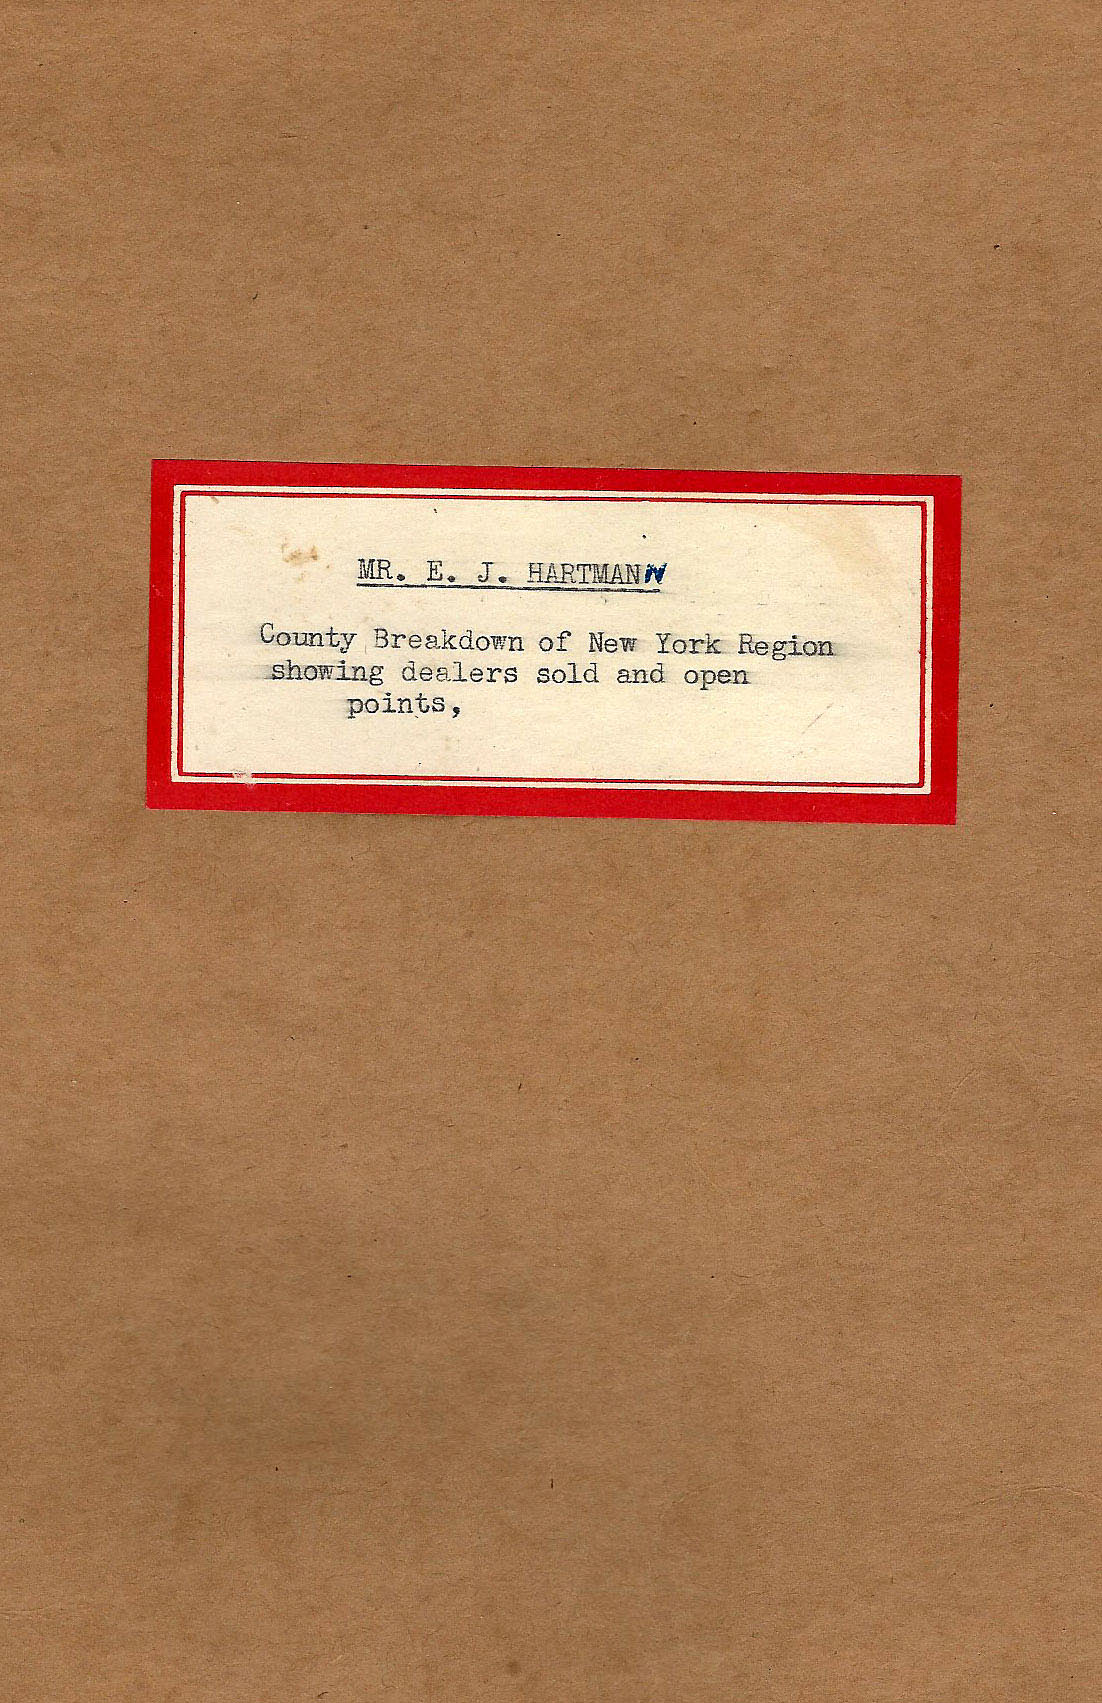 MR. E. J. HARTMANN
County Breakdown of New York Region
showing dealers sold and open
points,